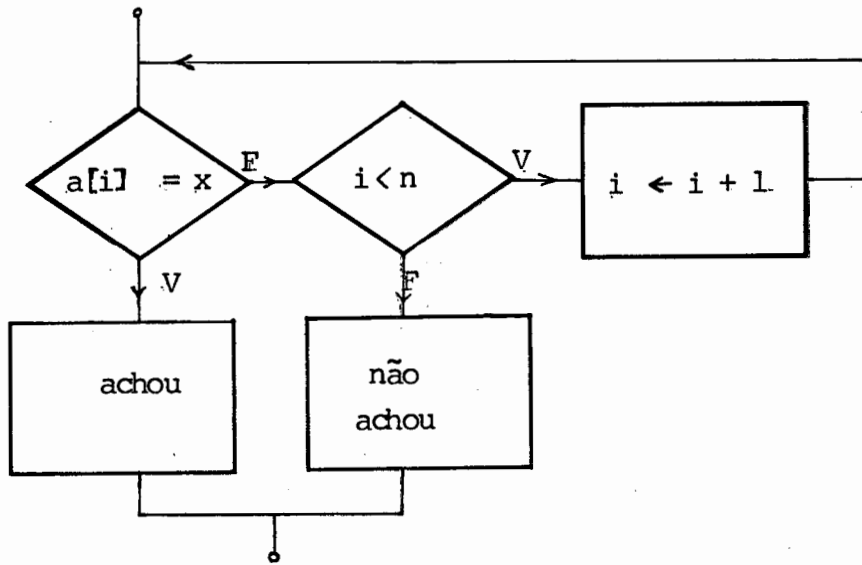 a[i] = x
F
i < n
V
i ← i + 1
V
F
achou
não
achou